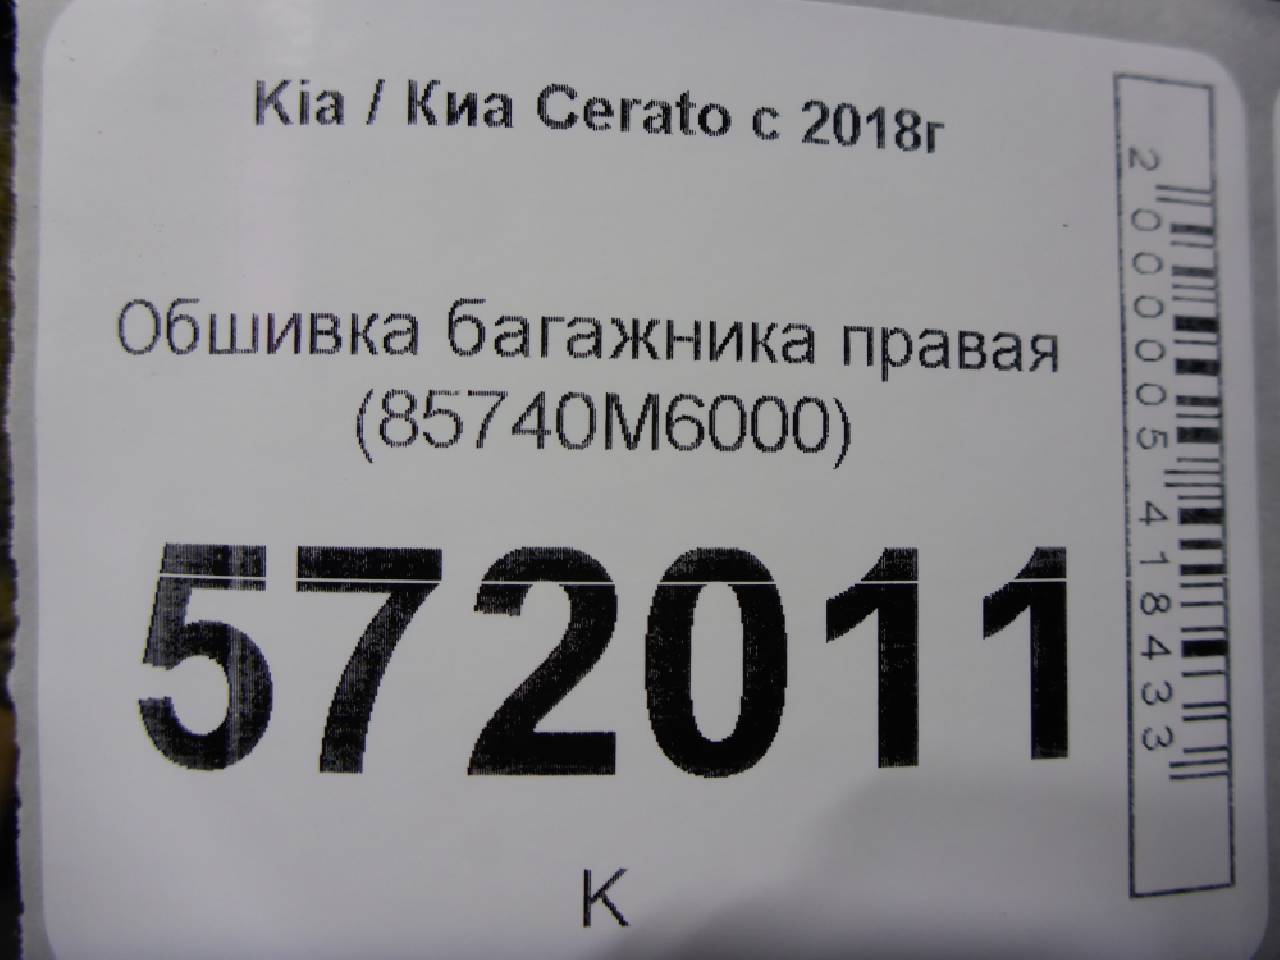 Kia / Киа Cerato с 2018г
Обшивка багажника правая
(85740M6000)
572011
К
2000005418433